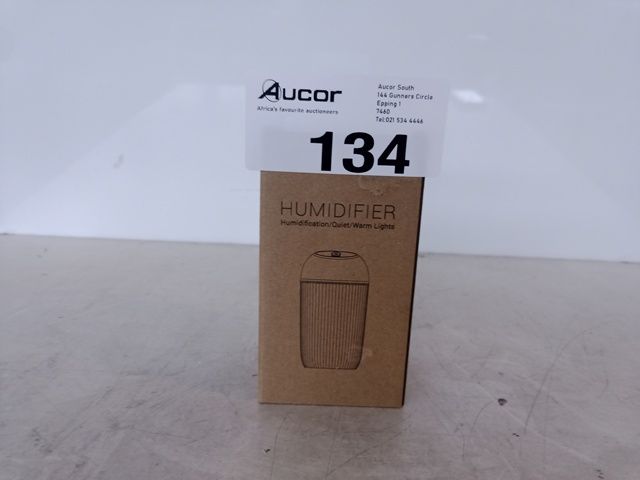 Aucor
Africa's favourite auctioneers
Aucor South
144 Gunners Circle
Epping 1
7460
Tel:021 534 4446
134
HUMIDIFIER
Humidification/Quiet/Warm Lights